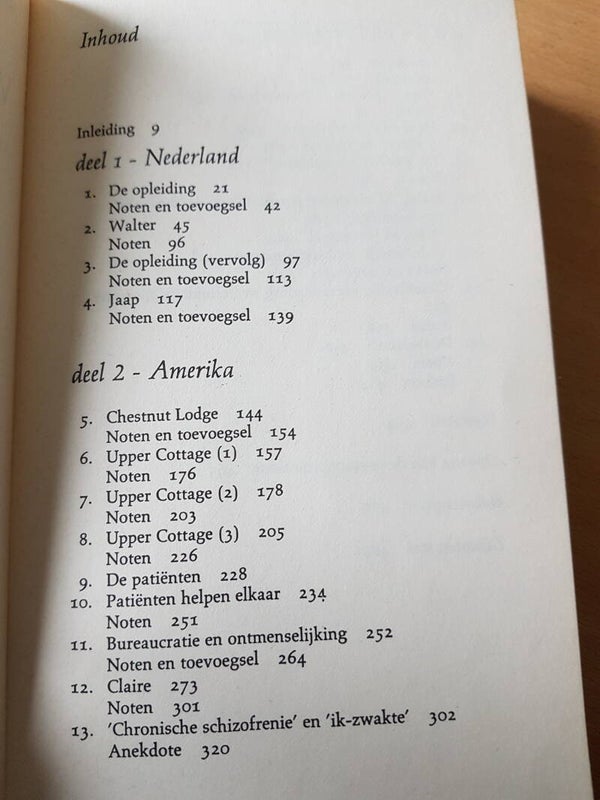 Inhoud
Inleiding 9
deel 1 - Nederland
1. De opleiding 21
Noten en toevoegsel 42
2. Walter 45
Noten 96
3. De opleiding (vervolg) 97
Noten en toevoegsel 113
4. Jaap 117
Noten en toevoegsel 139
deel 2 - Amerika
5. Chestnut Lodge 144
Noten en toevoegsel 154
6. Upper Cottage (1) 157
Noten 176
7. Upper Cottage (2) 178
Noten 203
8. Upper Cottage (3) 205
Noten 226
9. De patiënten 228
10. Patiënten helpen elkaar 234
Noten 251
11. Bureaucratie en ontmenselijking 252
Noten en toevoegsel 264
12. Claire 273
Noten 301
13. 'Chronische schizofrenie' en 'ik-zwakte' 302
Anekdote 320